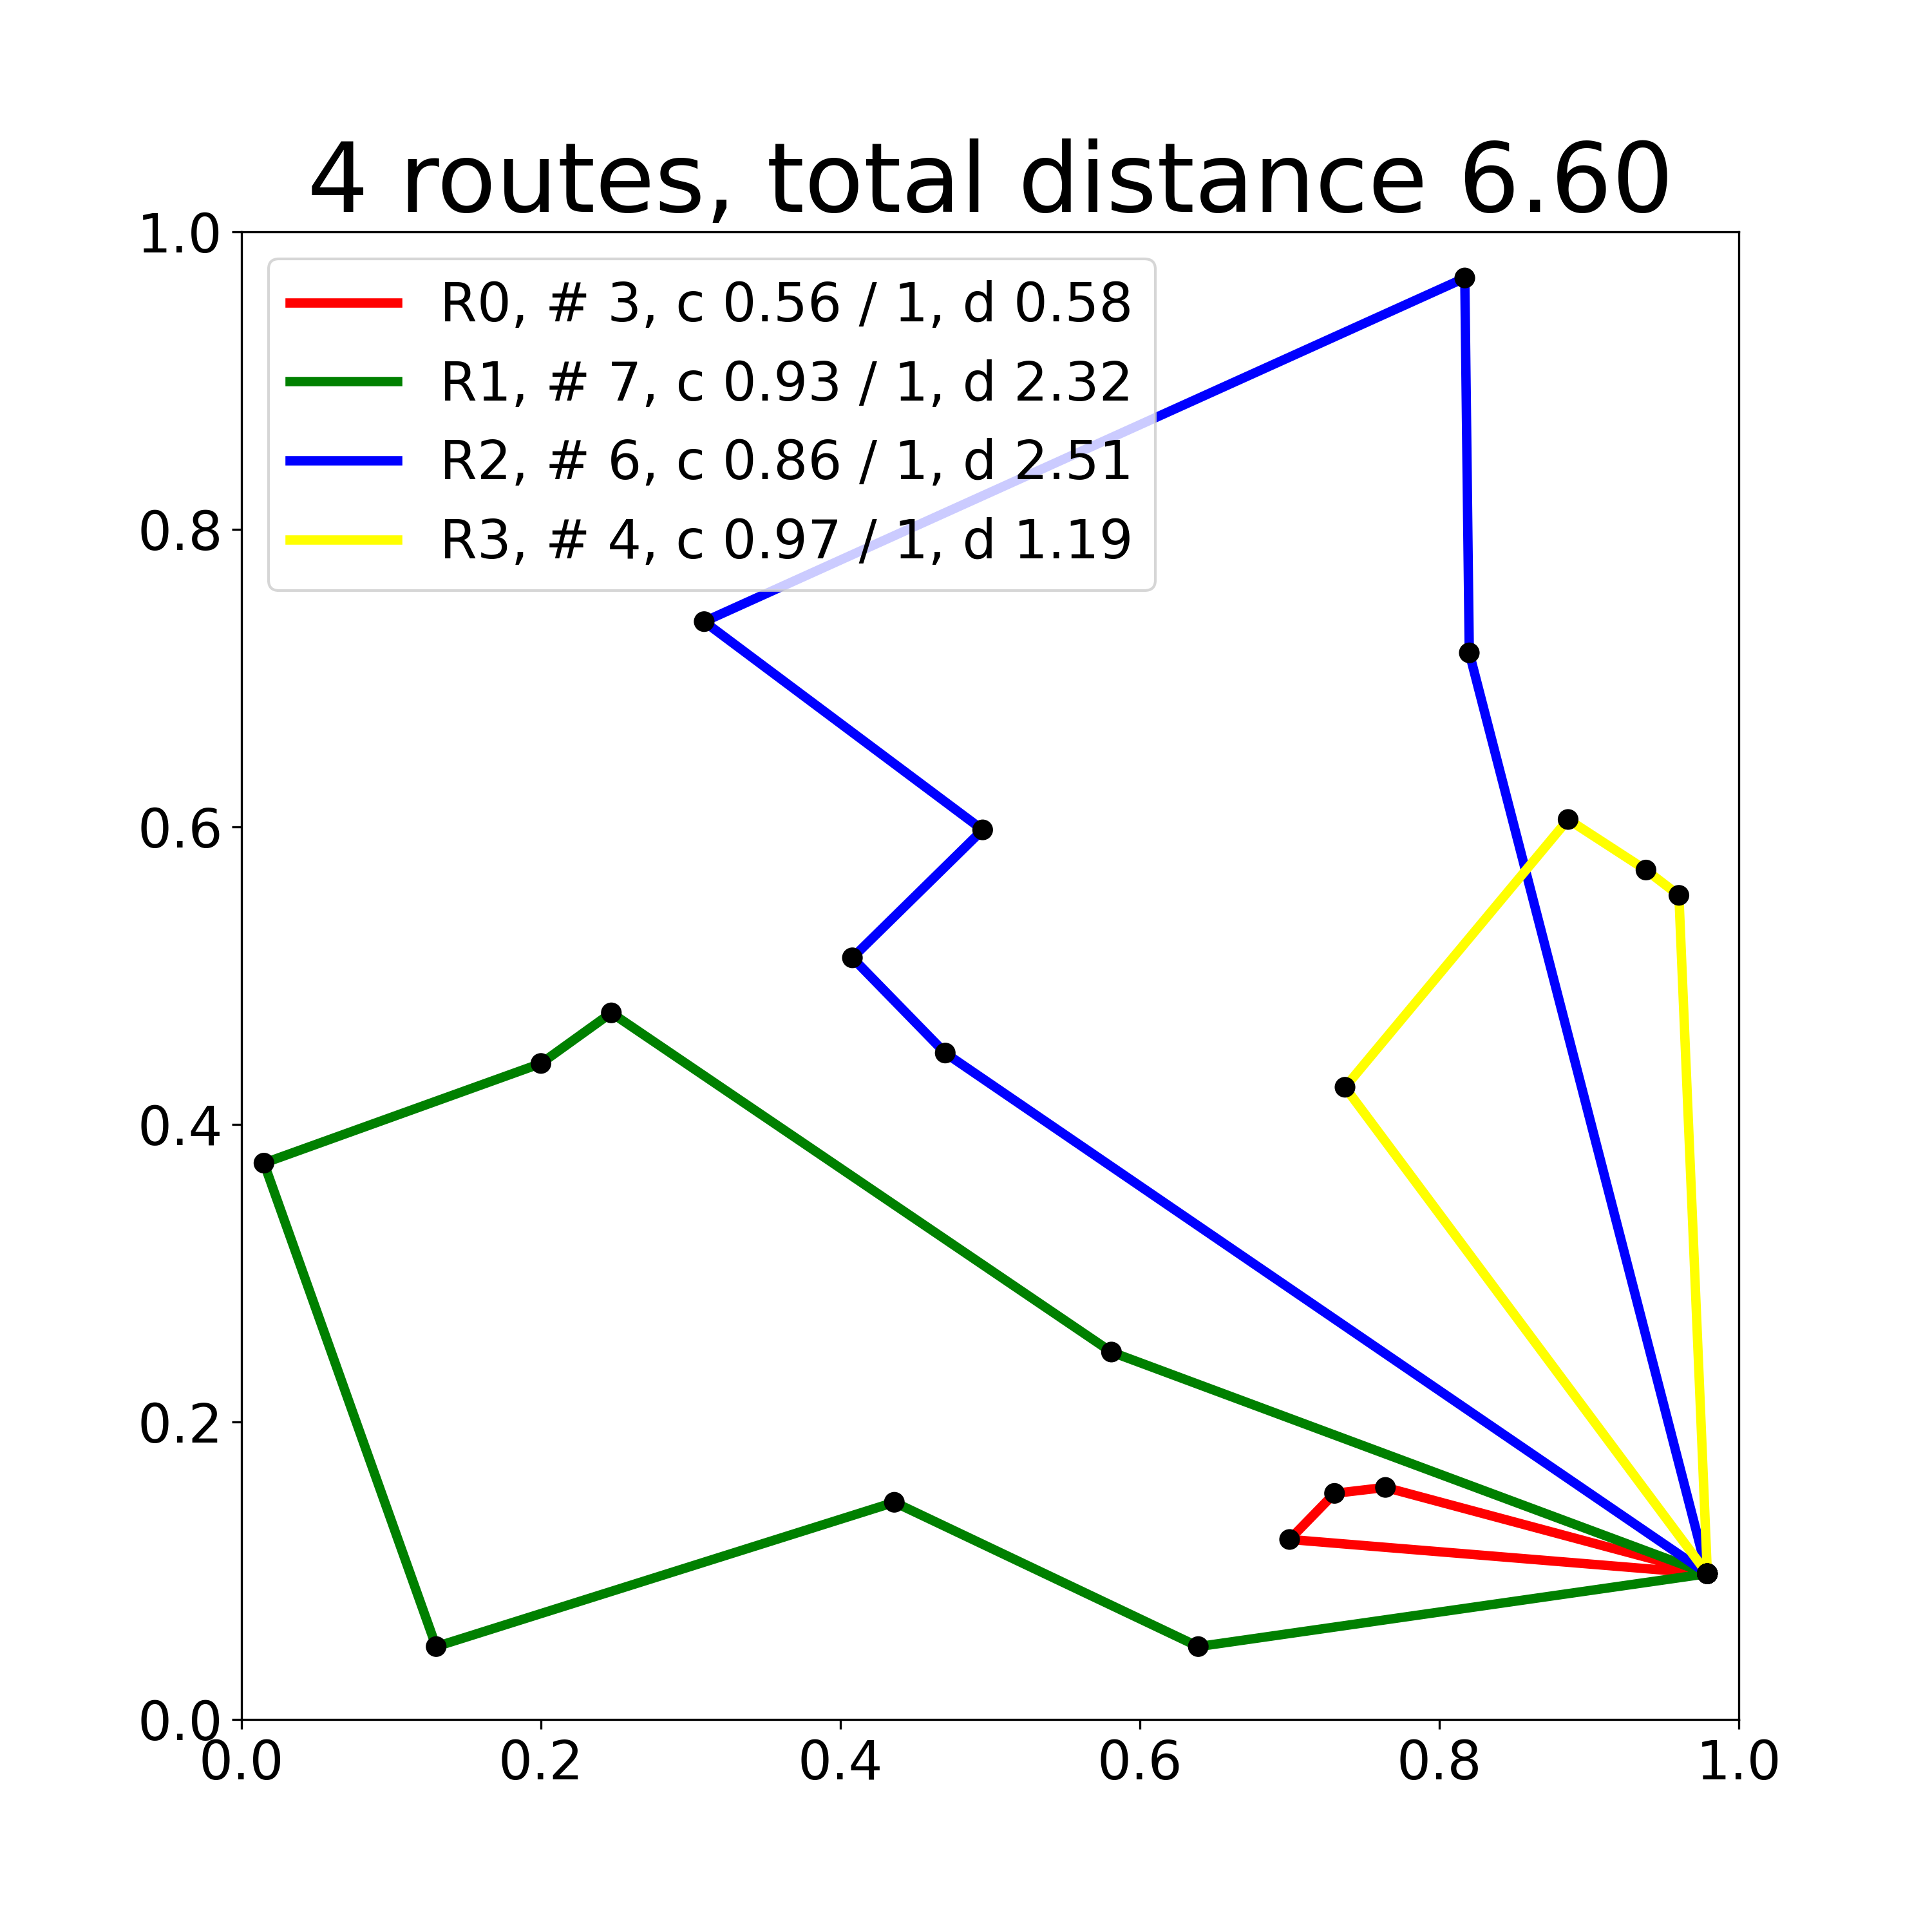 4 routes, total distance 6.60
R0, # 3, c 0.56 / 1, d 0.58
R1, # 7, c 0.93 / 1, d 2.32
R2, # 6, c 0.86 / 1, d 2.51
R3, # 4, c 0.97 / 1, d 1.19
1.0
0.8
0.6
0.4
0.2
0.0
0.0 0.2 0.4 0.6 0.8 1.0